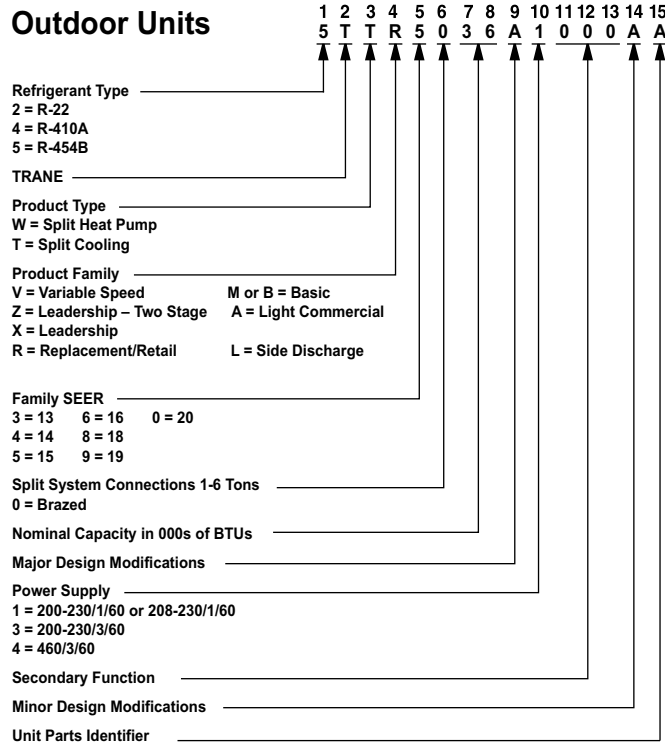 Outdoor Units
1 2 3 4 5 6 7 8 9 10 11 12 13 14 15
5 T T R 5 0 3 6 A 1 0 0 0 A A
Refrigerant Type
2 = R-22
4 = R-410A
5 = R-454B
TRANE
Product Type
W = Split Heat Pump
T = Split Cooling
Product Family
V = Variable Speed M or B = Basic
Z = Leadership – Two Stage A = Light Commercial
X = Leadership
R = Replacement/Retail L = Side Discharge
Family SEER
3 = 13 6 = 16 0 = 20
4 = 14 8 = 18
5 = 15 9 = 19
Split System Connections 1-6 Tons
0 = Brazed
Nominal Capacity in 000s of BTUs
Major Design Modifications
Power Supply
1 = 200-230/1/60 or 208-230/1/60
3 = 200-230/3/60
4 = 460/3/60
Secondary Function
Minor Design Modifications
Unit Parts Identifier